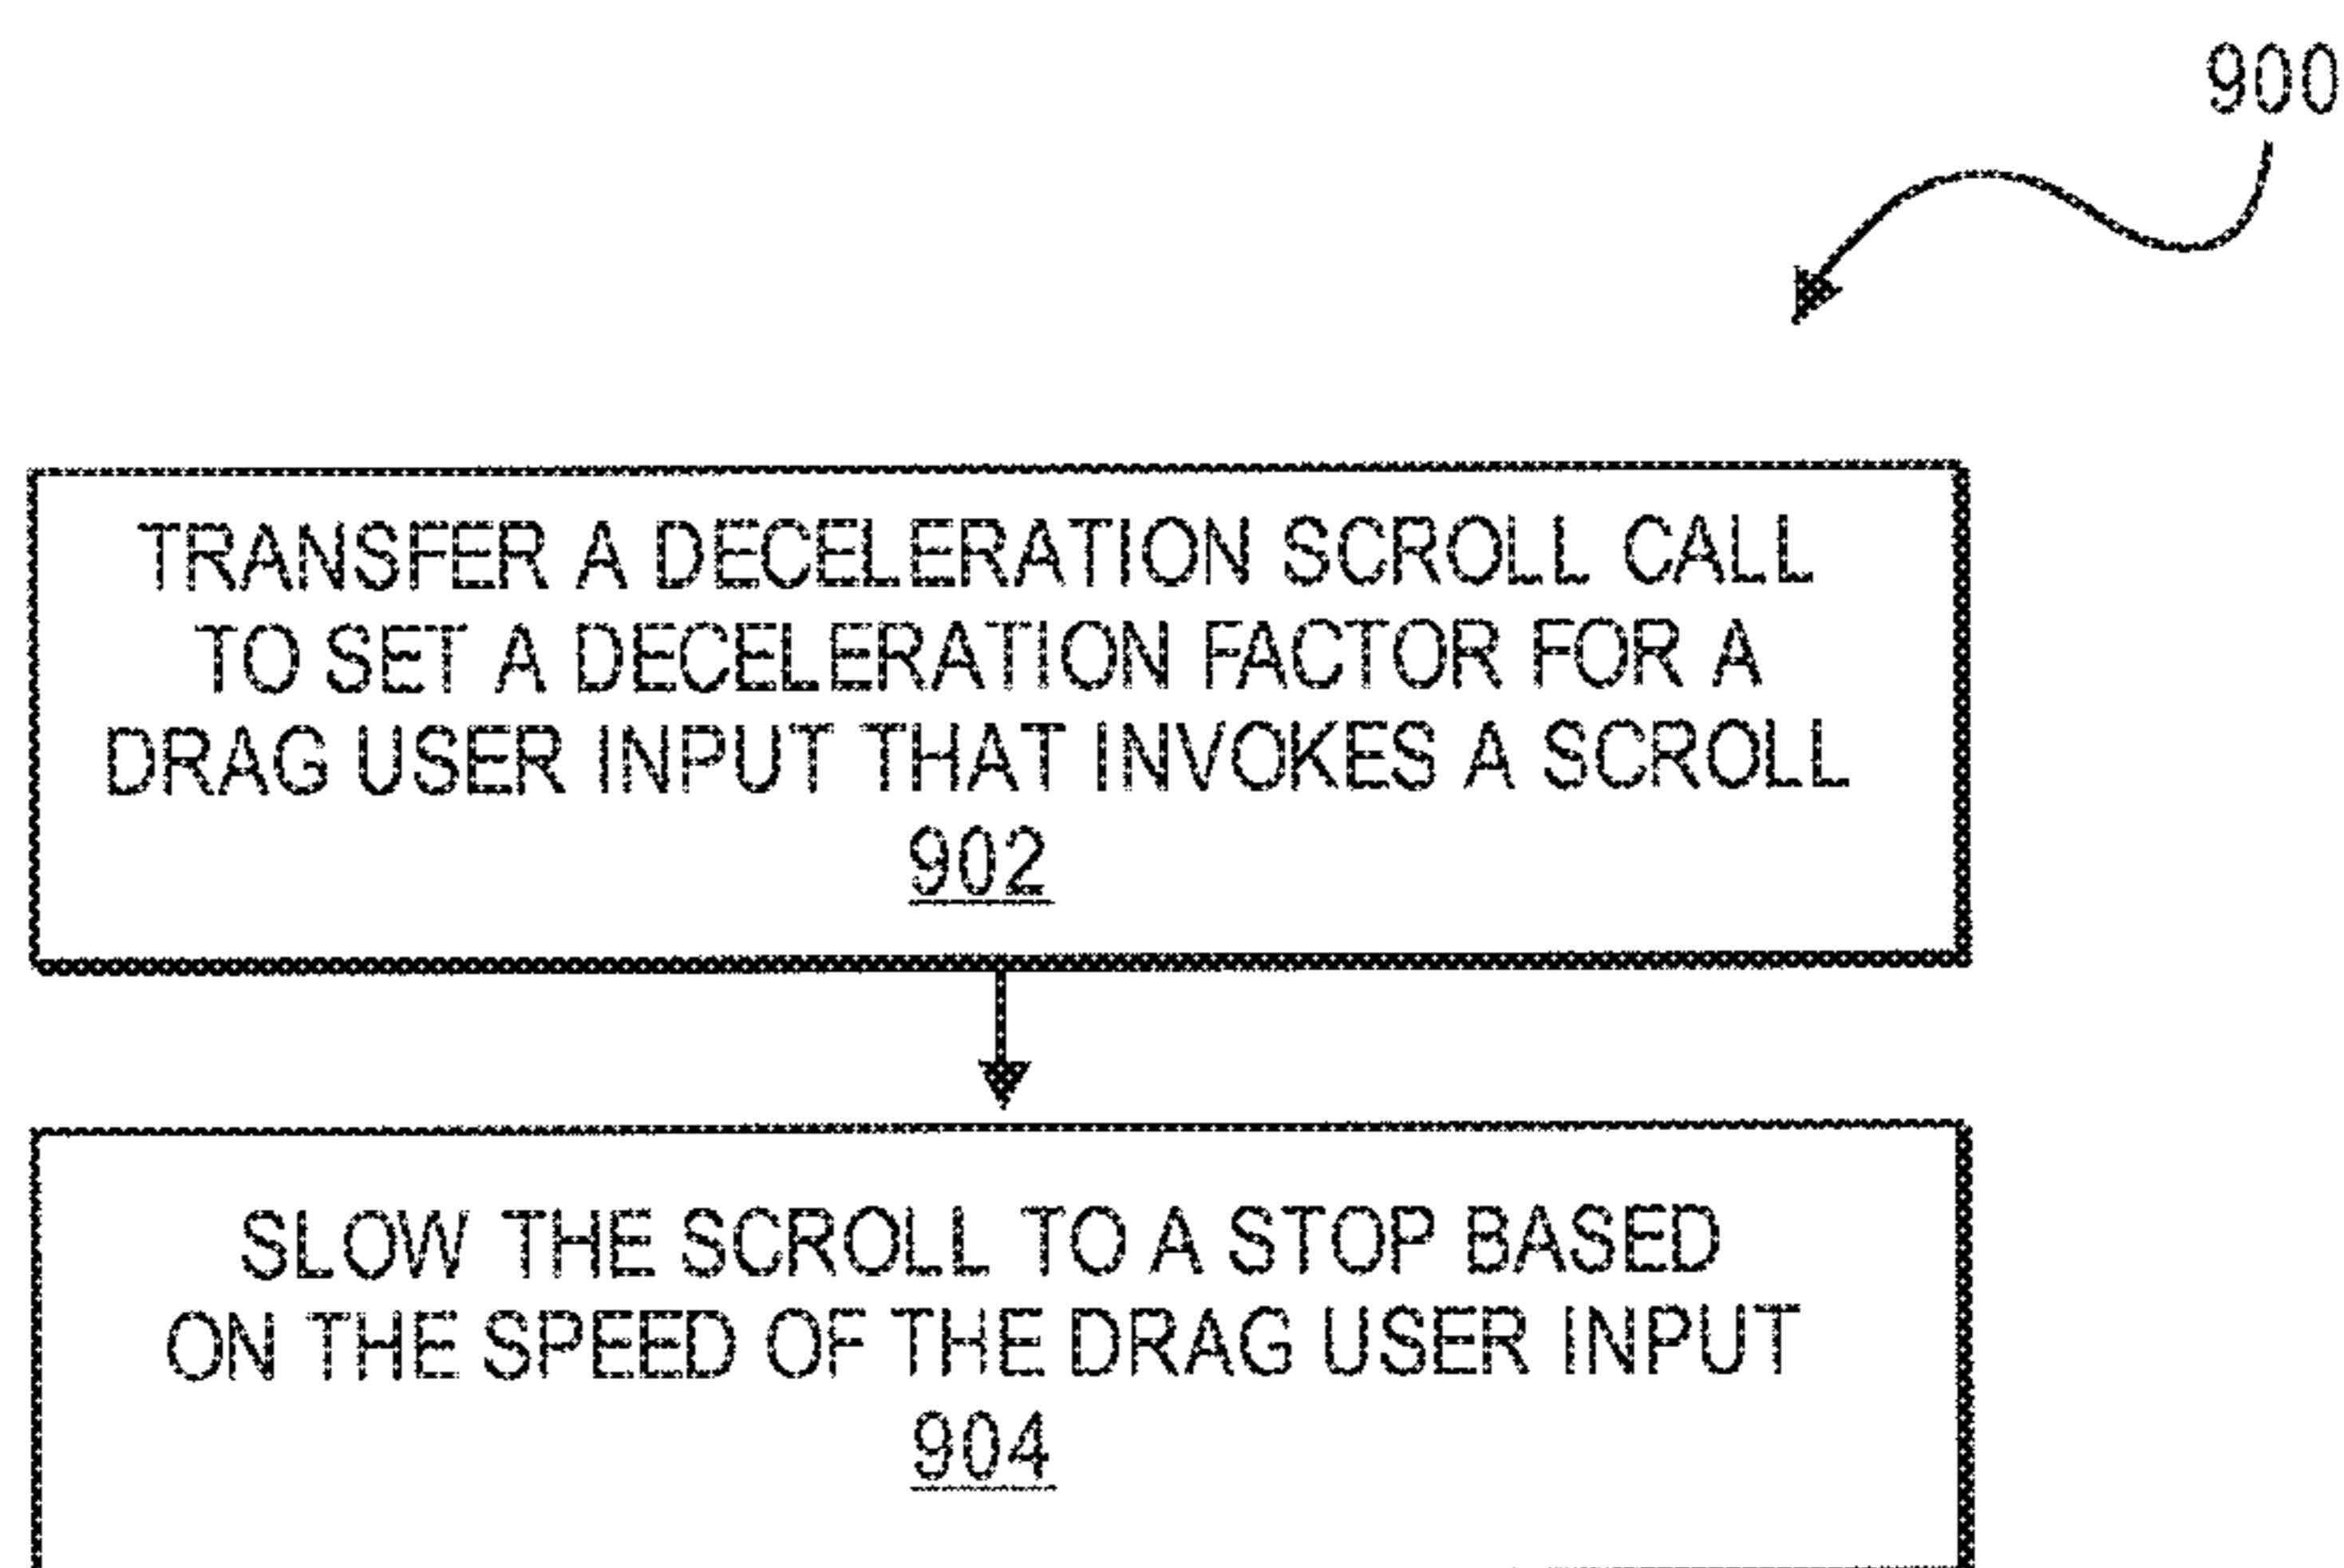 900
TRANSFER A DECELERATION SCROLL CALL
TO SET A DECELERATION FACTOR FOR A
DRAG USER INPUT THAT INVOKES A SCROLL
902
SLOW THE SCROLL TO A STOP BASED
ON THE SPEED OF THE DRAG USER INPUT
904